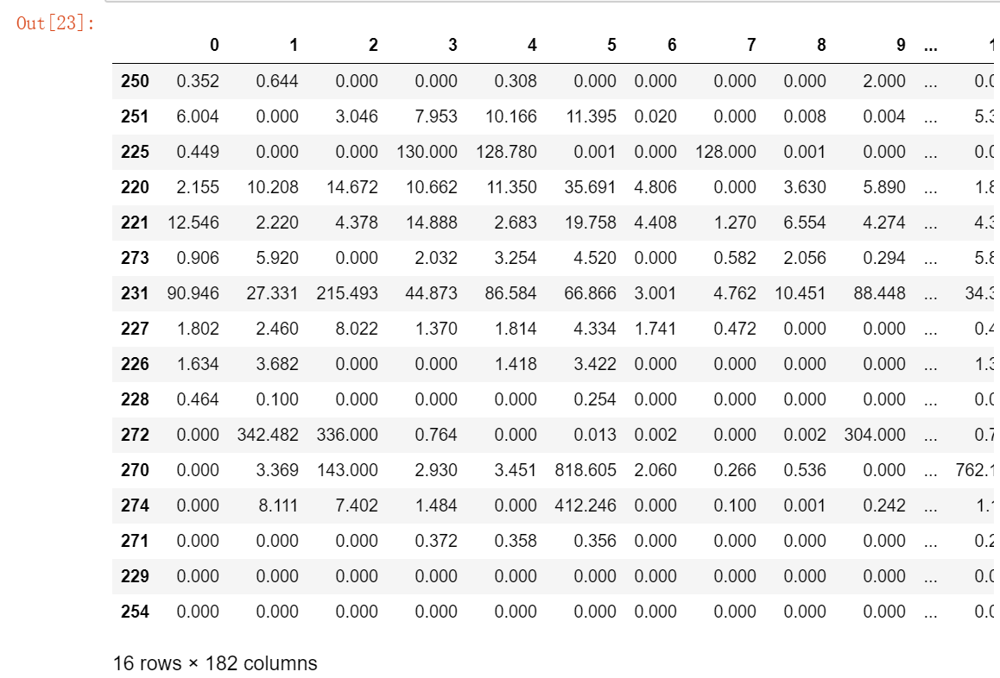 Out[23]:
0 1 2 3 4 5 6 7 8 9 ... 1
250 0.352 0.644 0.000 0.000 0.308 0.000 0.000 0.000 0.000 2.000 ... 0.0
251 6.004 0.000 3.046 7.953 10.166 11.395 0.020 0.000 0.008 0.004 ... 5.3
225 0.449 0.000 0.000 130.000 128.780 0.001 0.000 128.000 0.001 0.000 ... 0.0
220 2.155 10.208 14.672 10.662 11.350 35.691 4.806 0.000 3.630 5.890 ... 1.8
221 12.546 2.220 4.378 14.888 2.683 19.758 4.408 1.270 6.554 4.274 ... 4.3
273 0.906 5.920 0.000 2.032 3.254 4.520 0.000 0.582 2.056 0.294 ... 5.8
231 90.946 27.331 215.493 44.873 86.584 66.866 3.001 4.762 10.451 88.448 ... 34.3
227 1.802 2.460 8.022 1.370 1.814 4.334 1.741 0.472 0.000 0.000 ... 0.4
226 1.634 3.682 0.000 0.000 1.418 3.422 0.000 0.000 0.000 0.000 ... 1.3
228 0.464 0.100 0.000 0.000 0.000 0.254 0.000 0.000 0.000 0.000 ... 0.0
272 0.000 342.482 336.000 0.764 0.000 0.013 0.002 0.000 0.002 304.000 ... 0.7
270 0.000 3.369 143.000 2.930 3.451 818.605 2.060 0.266 0.536 0.000 ... 762.1
274 0.000 8.111 7.402 1.484 0.000 412.246 0.000 0.100 0.001 0.242 ... 1.1
271 0.000 0.000 0.000 0.372 0.358 0.356 0.000 0.000 0.000 0.000 ... 0.2
229 0.000 0.000 0.000 0.000 0.000 0.000 0.000 0.000 0.000 0.000 ... 0.0
254 0.000 0.000 0.000 0.000 0.000 0.000 0.000 0.000 0.000 0.000 ... 0.0
16 rows × 182 columns